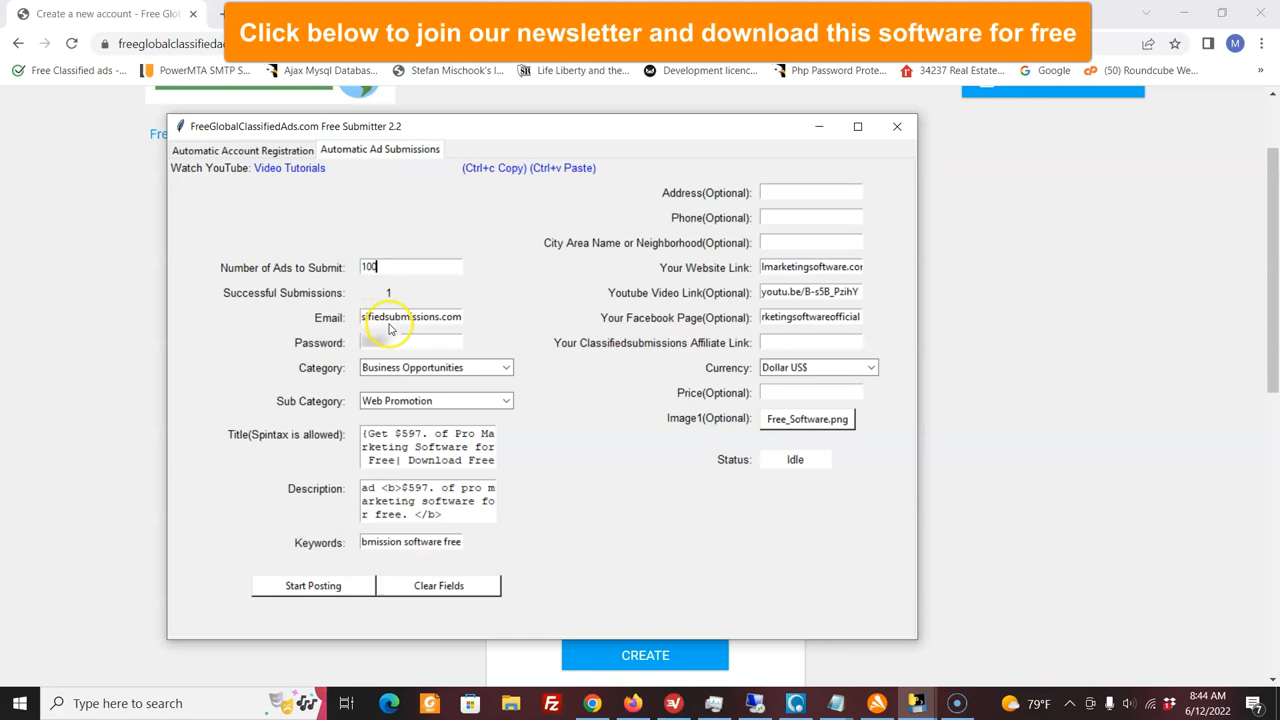 Create a new account - Free Globa
Click below to join our newsletter and download this software for free
freeglobalclassifiedads.co
M
Free Classified ads -...
PowerMTA SMTP S...
Ajax Mysql Databas...
Stefan Mischook's I...
Life Liberty and the...
Development licenc...
Php Password Prote...
34237 Real Estate...
Google
(50) Roundcube We...
»
Fre
FreeGlobalClassifiedAds.com Free Submitter 2.2
Automatic Account Registration
Automatic Ad Submissions
Watch YouTube: Video Tutorials
(Ctrl+c Copy) (Ctrl+v Paste)
Address(Optional):
Phone(Optional):
City Area Name or Neighborhood(Optional):
Number of Ads to Submit: 100
Your Website Link: lmarketingsoftware.cor
Successful Submissions: 1
Youtube Video Link(Optional): youtu.be/B-s5B_PzihY
Email: sifiedsubmissions.com
Your Facebook Page(Optional): rketingsoftwareofficial
Password:
Your Classifiedsubmissions Affiliate Link:
Category: Business Opportunities
Currency: Dollar US$
Price(Optional):
Sub Category: Web Promotion
Image1(Optional): Free_Software.png
Title(Spintax is allowed):
{Get $597. of Pro Ma
rketing Software for
Free| Download Free
Status: Idle
Description:
ad <b>$597. of pro m
arketing software fo
r free. </b>
Keywords: bmission software free
Start Posting
Clear Fields
CREATE
Type here to search
79°F
8:44 AM
6/12/2022